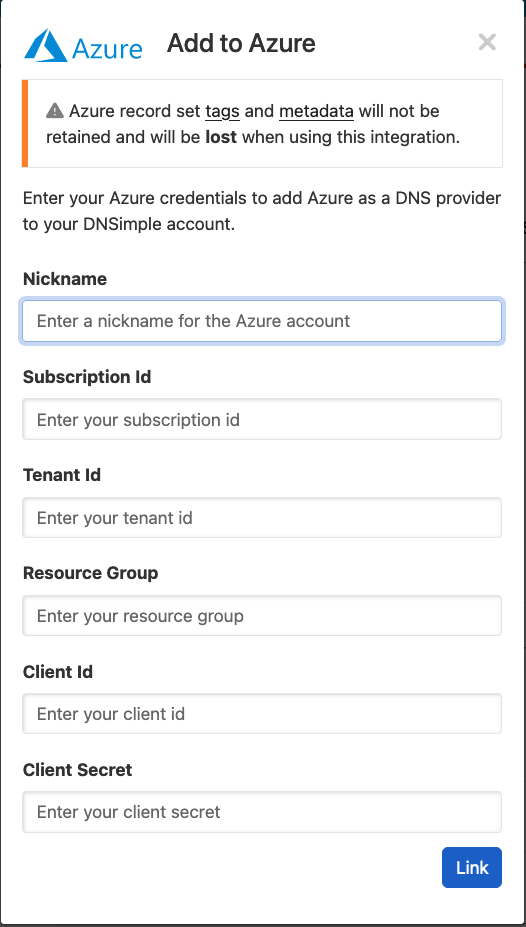 Azure Add to Azure
Azure record set tags and metadata will not be
retained and will be lost when using this integration.
Enter your Azure credentials to add Azure as a DNS provider
to your DNSimple account.
Nickname
Enter a nickname for the Azure account
Subscription Id
Enter your subscription id
Tenant Id
Enter your tenant id
Resource Group
Enter your resource group
Client Id
Enter your client id
Client Secret
Enter your client secret
Link